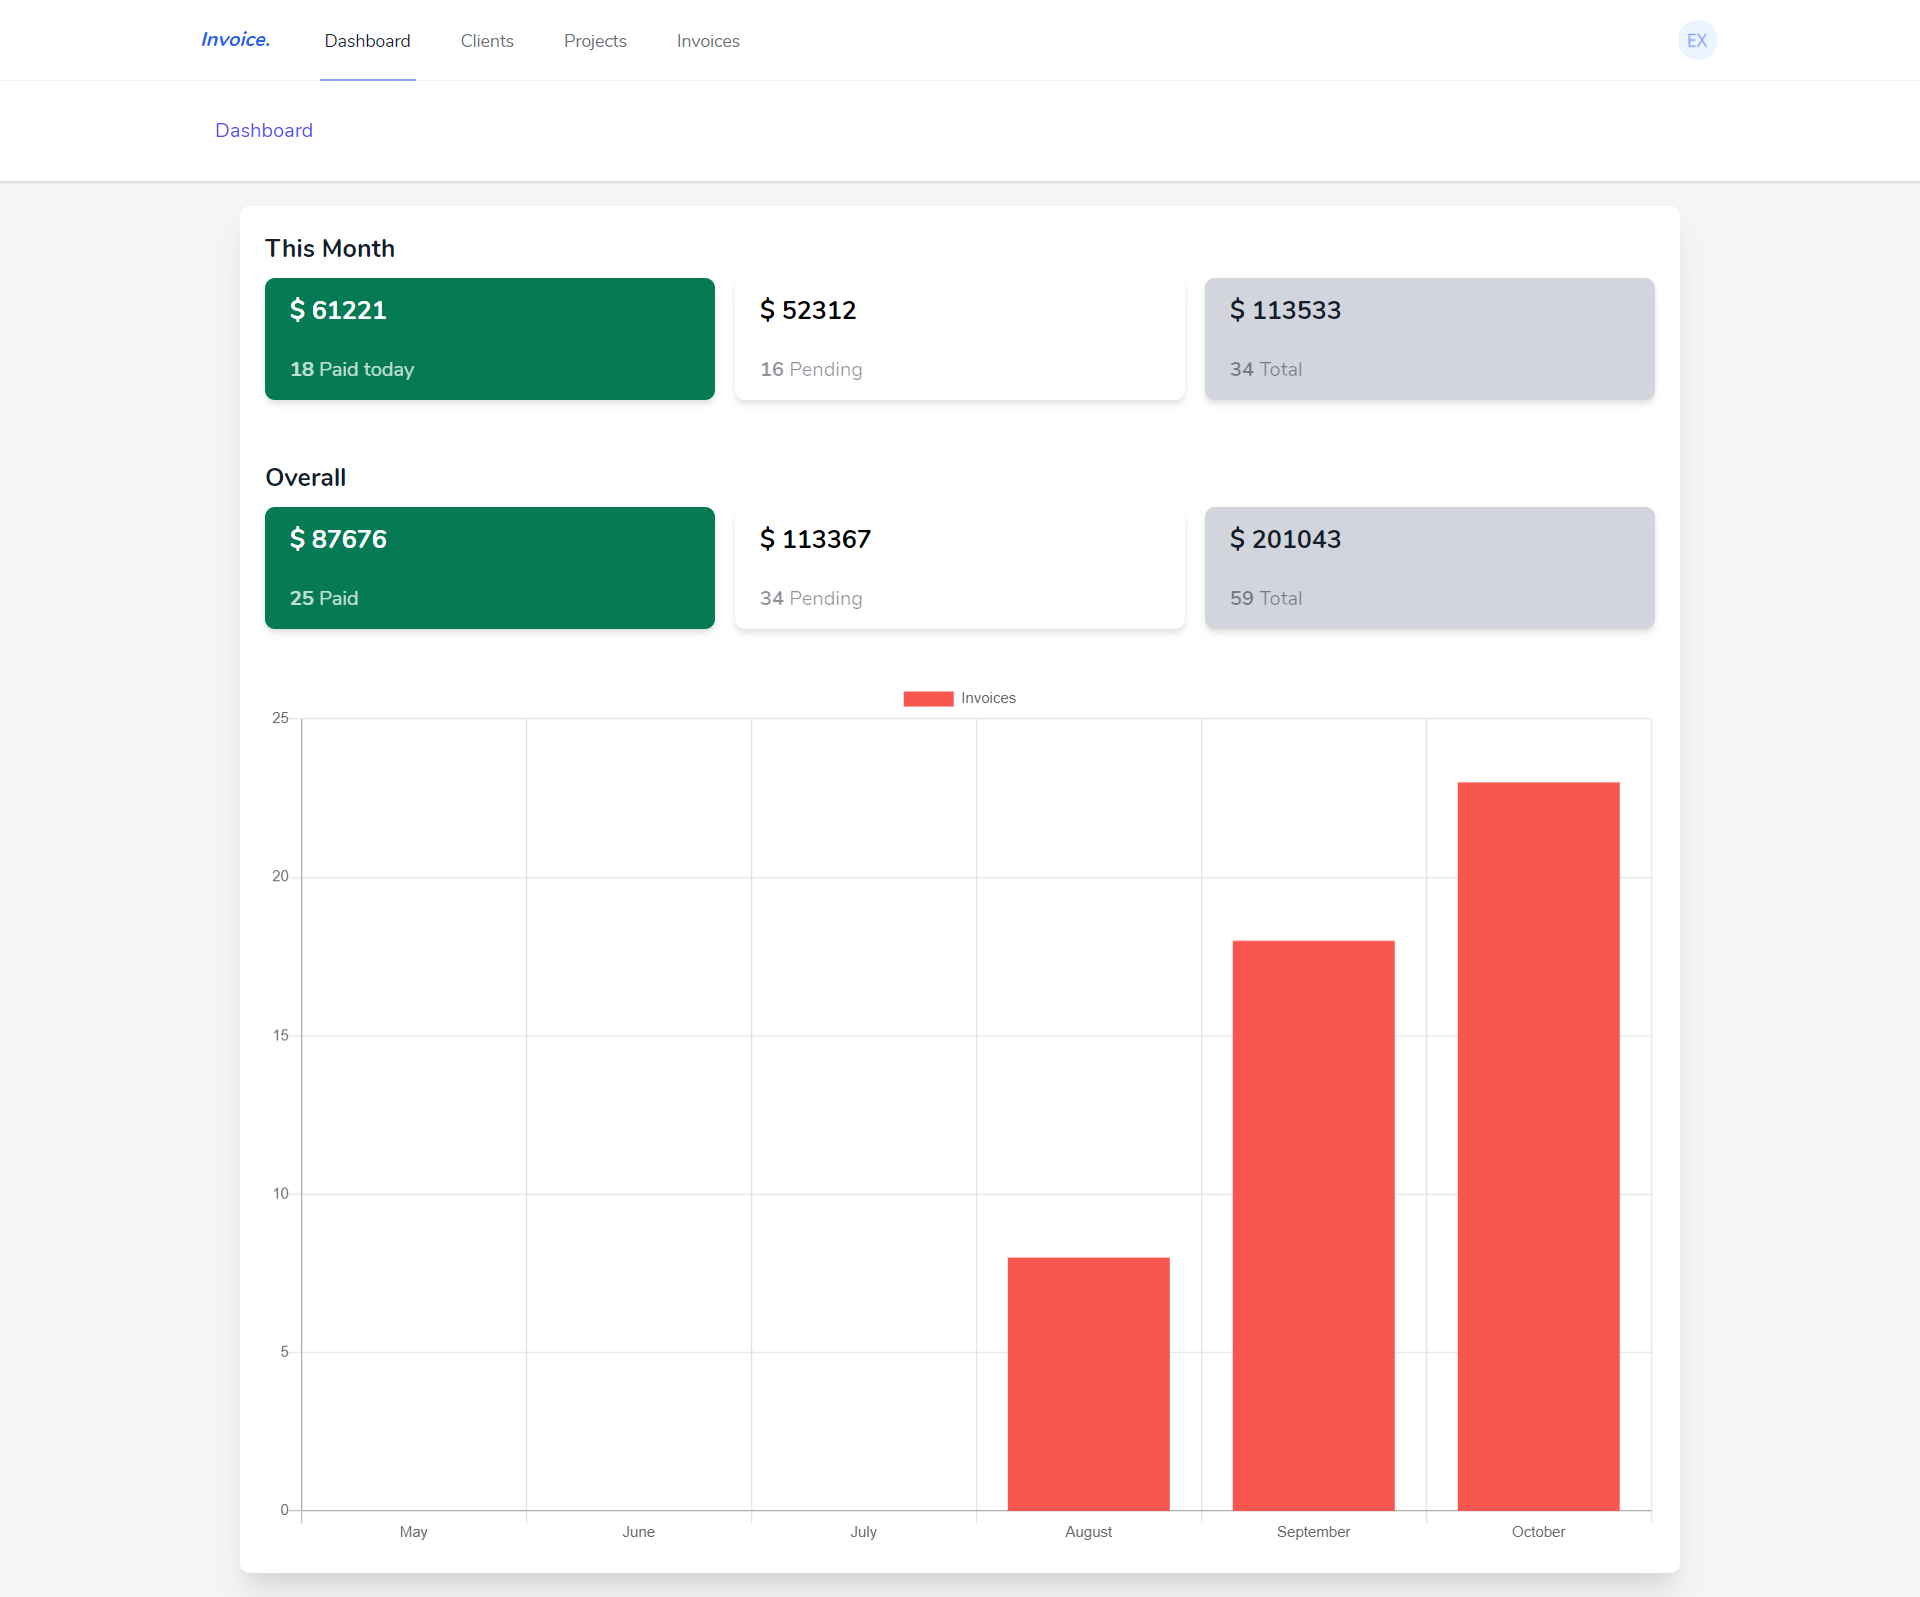 Invoice. Dashboard Clients Projects Invoices EX
Dashboard
This Month
$ 61221 $ 52312 $ 113533
18 Paid today 16 Pending 34 Total
Overall
$ 87676 $ 113367 $ 201043
25 Paid 34 Pending 59 Total
Invoices
25
20
15
10
5
0
May June July August September October